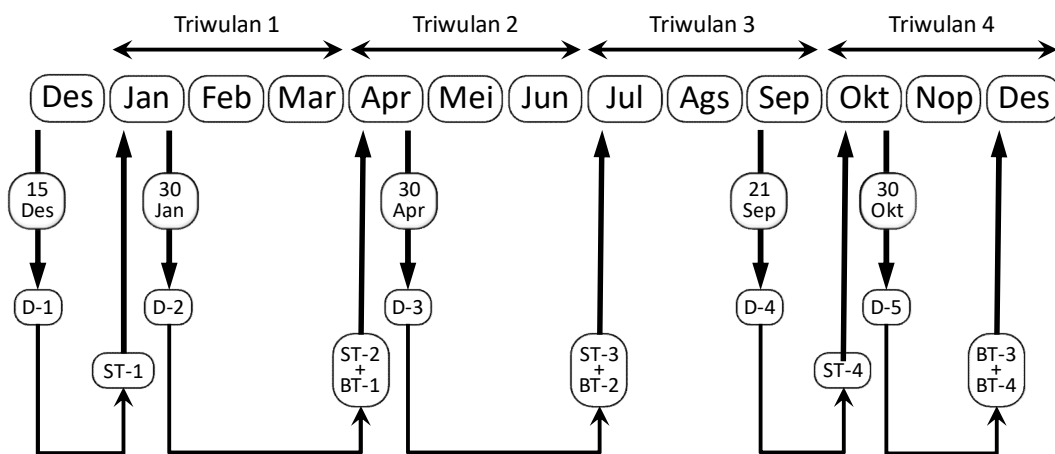 Triwulan 1
Triwulan 2
Triwulan 3
Triwulan 4
Des
Jan
Feb
Mar
Apr
Mei
Jun
Jul
Ags
Sep
Okt
Nop
Des
15
Des
30
Jan
30
Apr
21
Sep
30
Okt
D-1
D-2
D-3
D-4
D-5
ST-1
ST-2
+
BT-1
ST-3
+
BT-2
ST-4
BT-3
+
BT-4